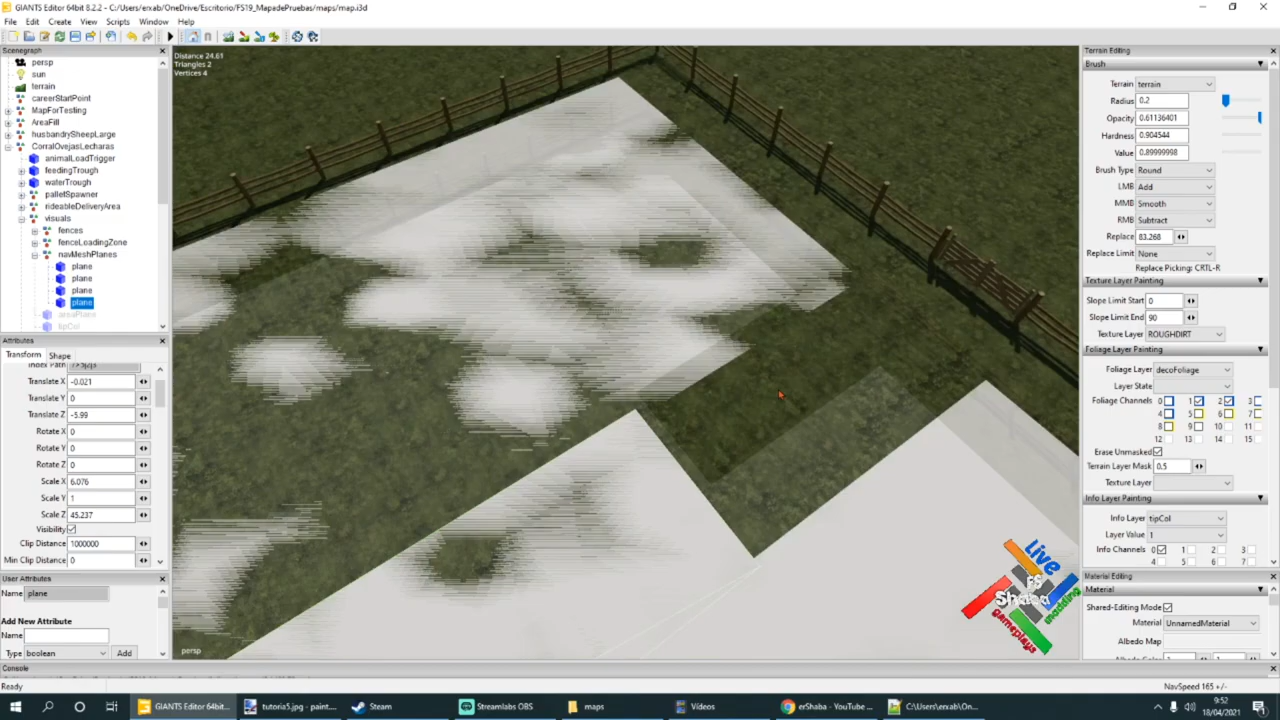 GIANTS Editor 64bit - 8.2.2 - C:/Users/erxab/OneDrive/Escritorio/FS19_MapadePruebas/maps/map.i3d
File Edit Create View Scripts Window Help
Scenegraph
persp
sun
terrain
careerStartPoint
MapForTesting
AreaFill
husbandrySheepLarge
CorralOvejasLecharas
animalLoadTrigger
feedingTrough
waterTrough
palletSpawner
rideableDeliveryArea
visuals
fences
fenceLoadingZone
navMeshPlanes
plane
plane
plane
plane
tipCol
Attributes
Transform Shape
Translate X -0.021
Translate Y 0
Translate Z -5.99
Rotate X 0
Rotate Y 0
Rotate Z 0
Scale X 6.076
Scale Y 1
Scale Z 45.237
Visibility
Clip Distance 1000000
Min Clip Distance 0
User Attributes
Name plane
Add New Attribute
Name
Type boolean Add
Distance 24.61
Triangles 2
Vertices 4
persp
Live
FS
Shaba
gameplays
modding
Terrain Editing
Brush
Terrain terrain
Radius 0.2
Opacity 0.61136401
Hardness 0.904544
Value 0.89999998
Brush Type Round
LMB Add
MMB Smooth
RMB Subtract
Replace 83.268
Replace Limit None
Replace Picking: CRTL-R
Texture Layer Painting
Slope Limit Start 0
Slope Limit End 90
Texture Layer ROUGHDIRT
Foliage Layer Painting
Foliage Layer decoFoliage
Layer State
Foliage Channels 0 1 2 3
4 5 6 7
8 9 10 11
12 13 14 15
Erase Unmasked
Terrain Layer Mask 0.5
Texture Layer
Info Layer Painting
Info Layer tipCol
Layer Value 1
Info Channels 0 1 2 3
4 5 6 7
Material Editing
Material
Shared-Editing Mode
Material UnnamedMaterial
Albedo Map
Console
Ready
NavSpeed 165 +/-
GIANTS Editor 64bit... tutoria5.jpg - paint.... Steam Streamlabs OBS maps Vídeos erShaba - YouTube ... C:\Users\erxab\On...
9:52
18/04/2021